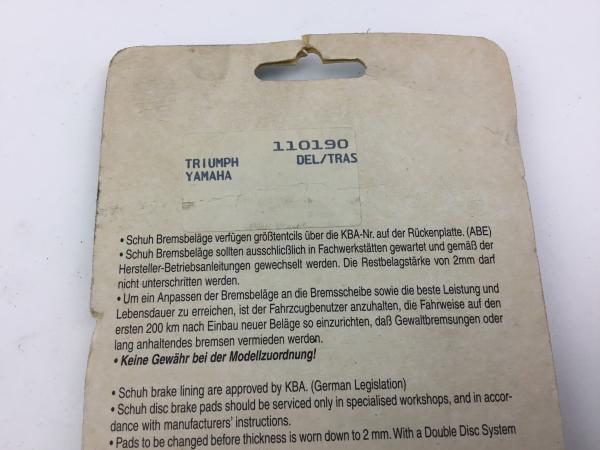 110190
TRIUMPH DEL/TRAS
YAMAHA
• Schuh Bremsbeläge verfügen größtentcils über die KBA-Nr. auf der Rückenplatte. (ABE)
• Schuh Bremsbeläge sollten ausschlicßlich in Fachwerkstätten gewartet und gemäß der
Hersteller-Betriebsanleitungen gewechselt werden. Die Restbelagstärke von 2mm darf
nicht unterschritten werden.
• Um ein Anpassen der Bremsbeläge an die Bremsscheibe sowie die beste Leistung und
Lebensdauer zu erreichen, ist der Fahrzcugbenutzer anzuhalten, die Fahrweise auf den
ersten 200 km nach Einbau neuer Beläge so einzurichten, daß Gewaltbremsungen oder
lang anhaltendes bremsen vermieden werden.
• Keine Gewähr bei der Modellzuordnung!
• Schuh brake lining are approved by KBA. (German Legislation)
• Schuh disc brake pads should be serviced only in specialised workshops, and in accor-
dance with manufacturers' instructions.
• Pads to be changed before thickness is worn down to 2 mm. With a Double Disc System